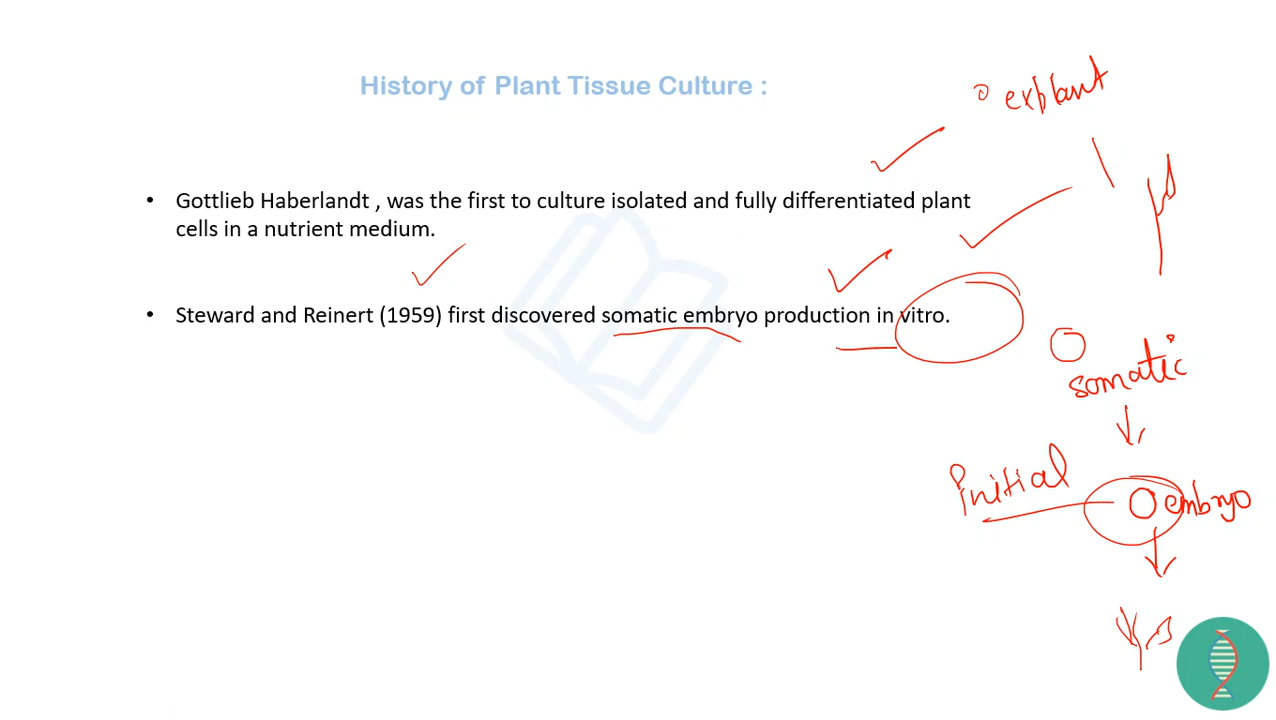 History of Plant Tissue Culture :
explant
• Gottlieb Haberlandt , was the first to culture isolated and fully differentiated plant
cells in a nutrient medium.
• Steward and Reinert (1959) first discovered somatic embryo production in vitro.
somatic
Initial
embryo